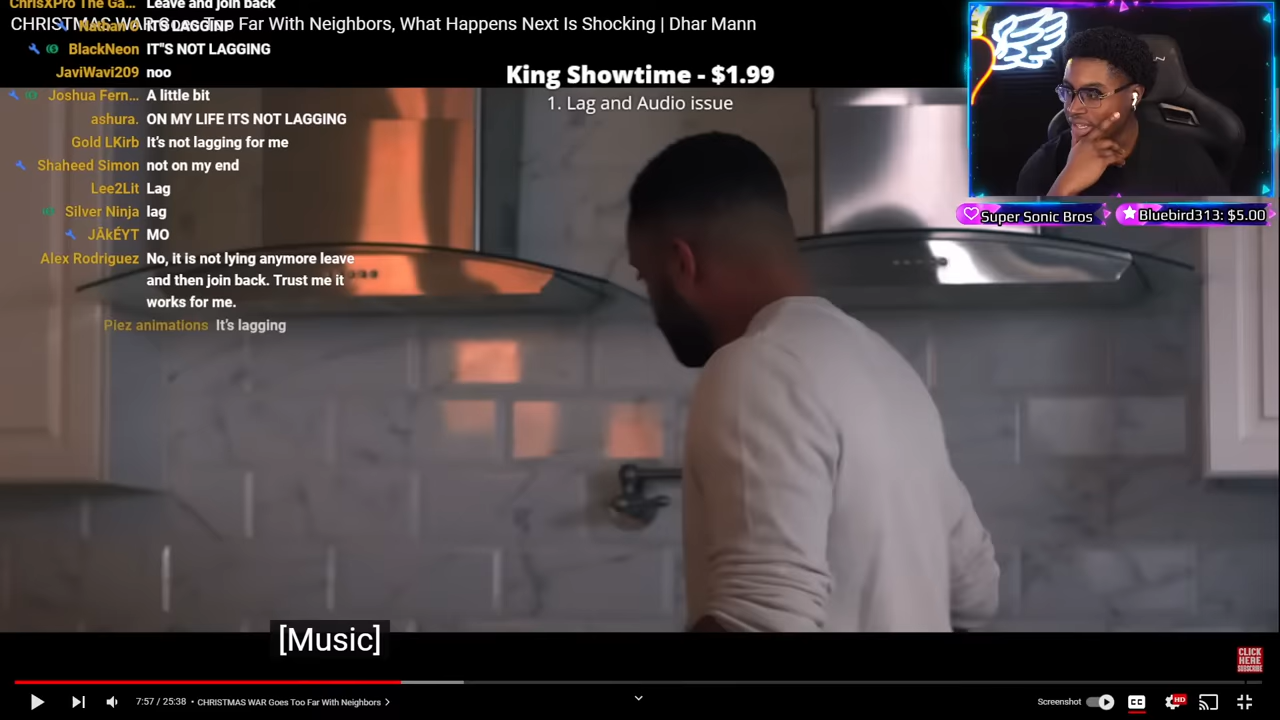 ChrisXPro The Ga... Leave and join back
CHRISTMAS WAR Goes Too Far With Neighbors, What Happens Next Is Shocking | Dhar Mann
BlackNeon IT"S NOT LAGGING
JaviWavi209 noo
Joshua Fern... A little bit
ashura. ON MY LIFE ITS NOT LAGGING
Gold LKirb It's not lagging for me
Shaheed Simon not on my end
Lee2Lit Lag
Silver Ninja lag
JÃkÉYT MO
Alex Rodriguez No, it is not lying anymore leave
and then join back. Trust me it
works for me.
Piez animations It's lagging
King Showtime - $1.99
1. Lag and Audio issue
Super Sonic Bros
Bluebird313: $5.00
[Music]
CLICK
HERE
SUBSCRIBE
7:57 / 25:38 • CHRISTMAS WAR Goes Too Far With Neighbors
Screenshot
CC
HD